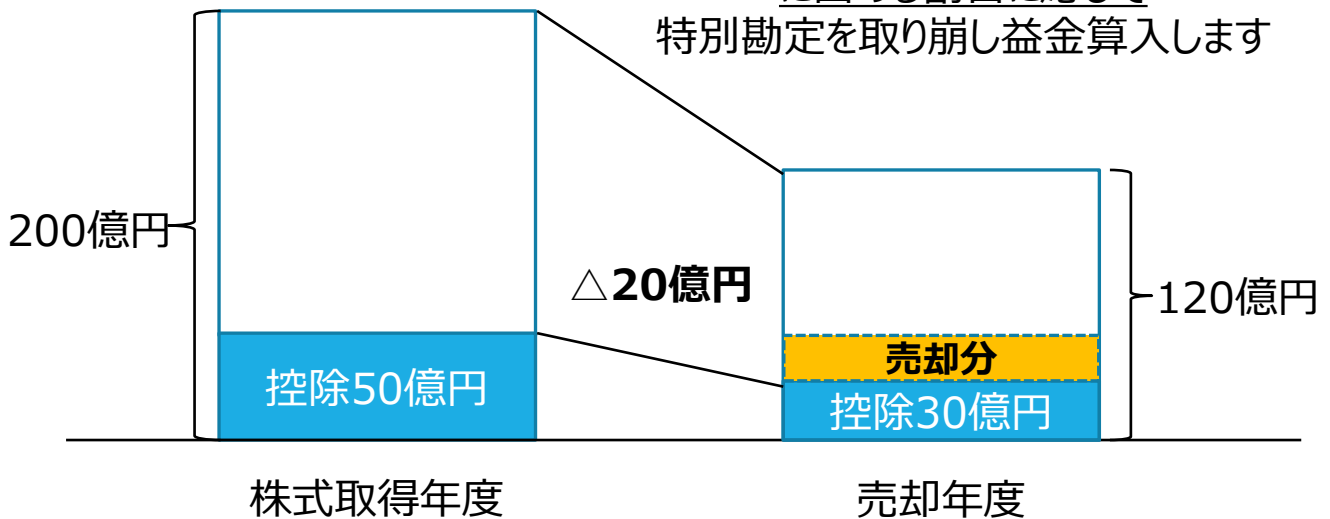 特別勘定を取り崩し益金算入します
200億円
△20億円
120億円
売却分
控除50億円
控除30億円
株式取得年度
売却年度